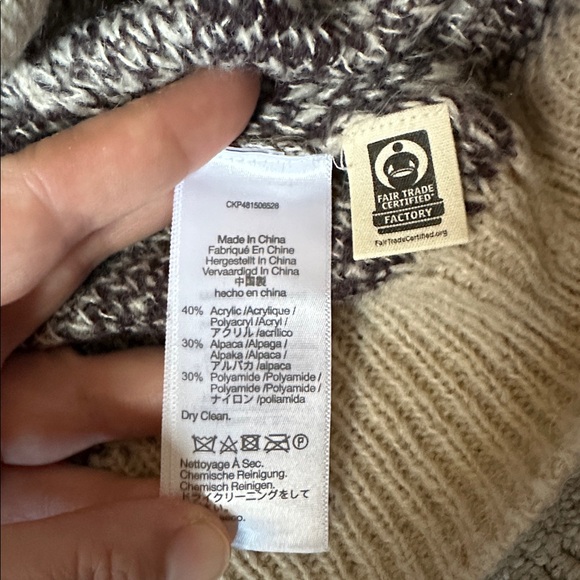 CKP481506528
Made In China
Fabriqué En Chine
Hergestellt In China
Vervaardigd In China
中国製
hecho en china
40% Acrylic /Acrylique /
Polyacryl /Acryl /
アクリル /acrílico
30% Alpaca /Alpaga /
Alpaka /Alpaca /
アルパカ /alpaca
30% Polyamide /Polyamide /
Polyamide /Polyamide /
ナイロン /poliamida
Dry Clean.
P
Nettoyage À Sec.
Chemische Reinigung.
Chemisch Reinigen.
ドライクリーニングをして
FAIR TRADE
CERTIFIED
FACTORY
FairTradeCertified.org